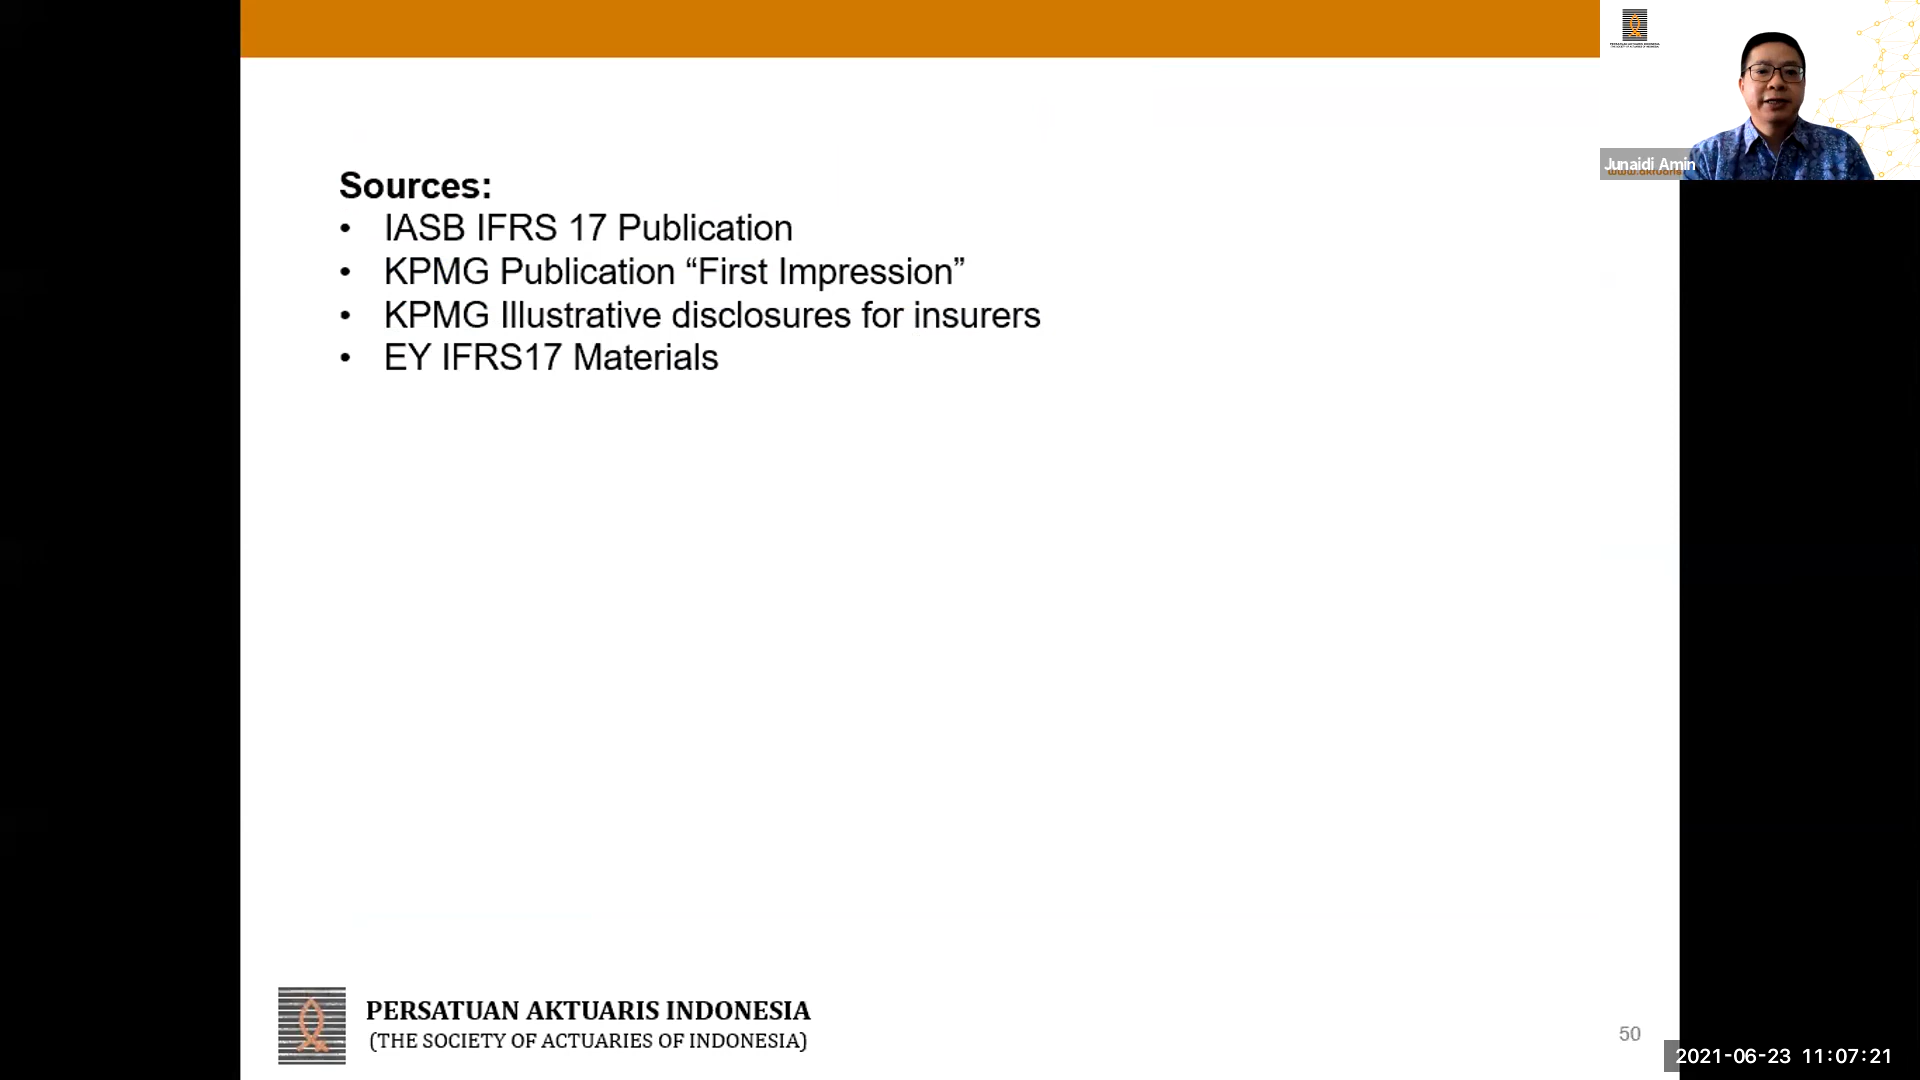 Sources:
• IASB IFRS 17 Publication
• KPMG Publication “First Impression”
• KPMG Illustrative disclosures for insurers
• EY IFRS17 Materials
PERSATUAN AKTUARIS INDONESIA
(THE SOCIETY OF ACTUARIES OF INDONESIA)
50
Junaidi Amin
2021-06-23 11:07:21